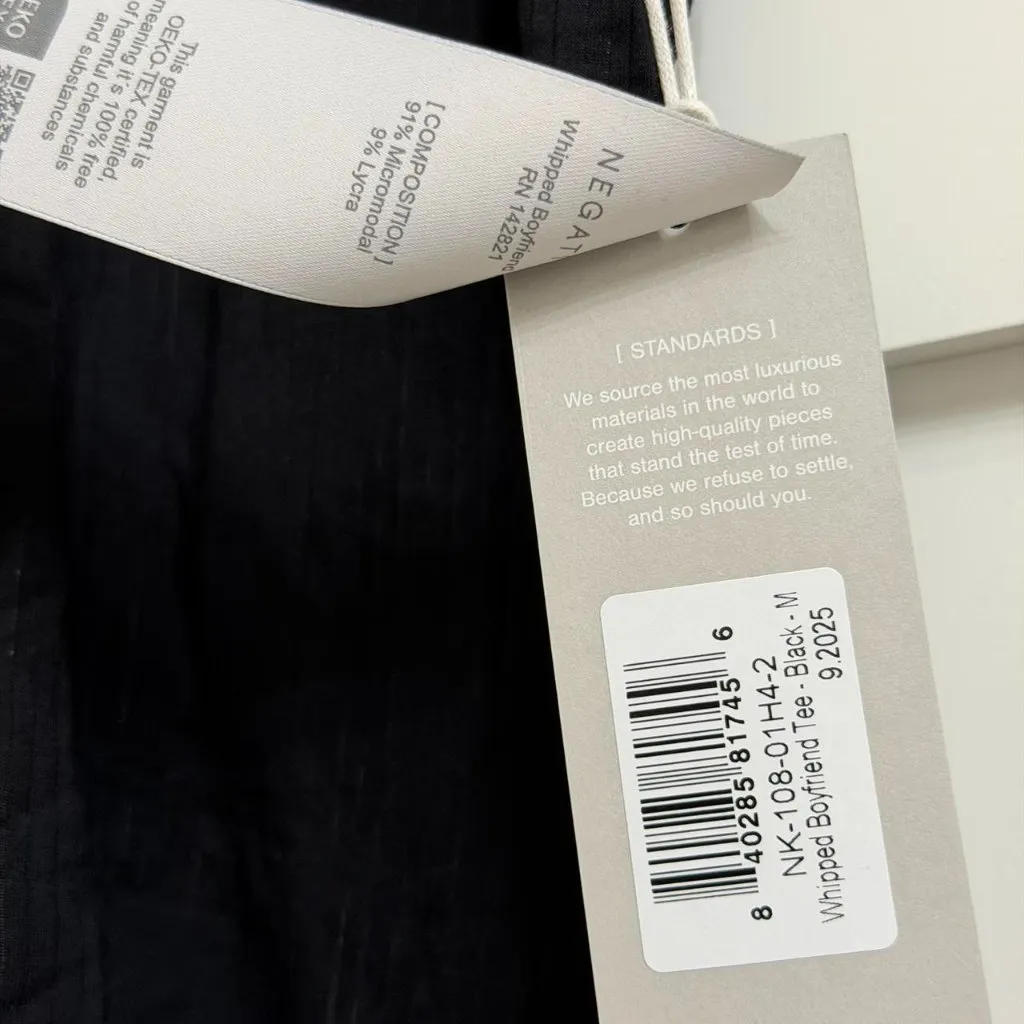 EKO
This garment is
OEKO-TEX certified,
meaning it's 100% free
of harmful chemicals
and substances
[ COMPOSITION ]
91% Micromodal
9% Lycra
NEGAT
Whipped Boyfriend
RN 142821
[ STANDARDS ]
We source the most luxurious
materials in the world to
create high-quality pieces
that stand the test of time.
Because we refuse to settle,
and so should you.
8 40285 81745 6
NK-108-01H4-2
Whipped Boyfriend Tee - Black - M
9.2025